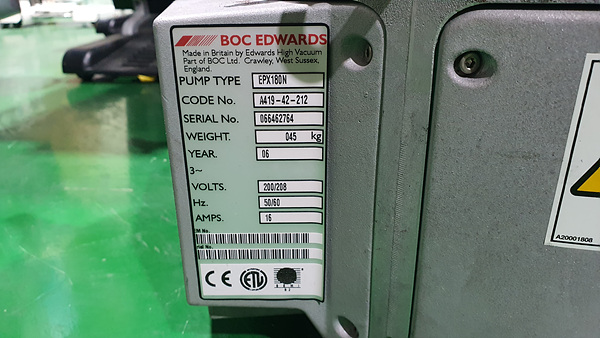 BOC EDWARDS
Made in Britain by Edwards High Vacuum
Part of BOC Ltd. Crawley, West Sussex,
England.
PUMP TYPE EPX180N
CODE No. A419-42-212
SERIAL No. 066462764
WEIGHT. 045 kg
YEAR. 06
3~
VOLTS. 200/208
Hz. 50/60
AMPS. 16
CE ETL
A20001808